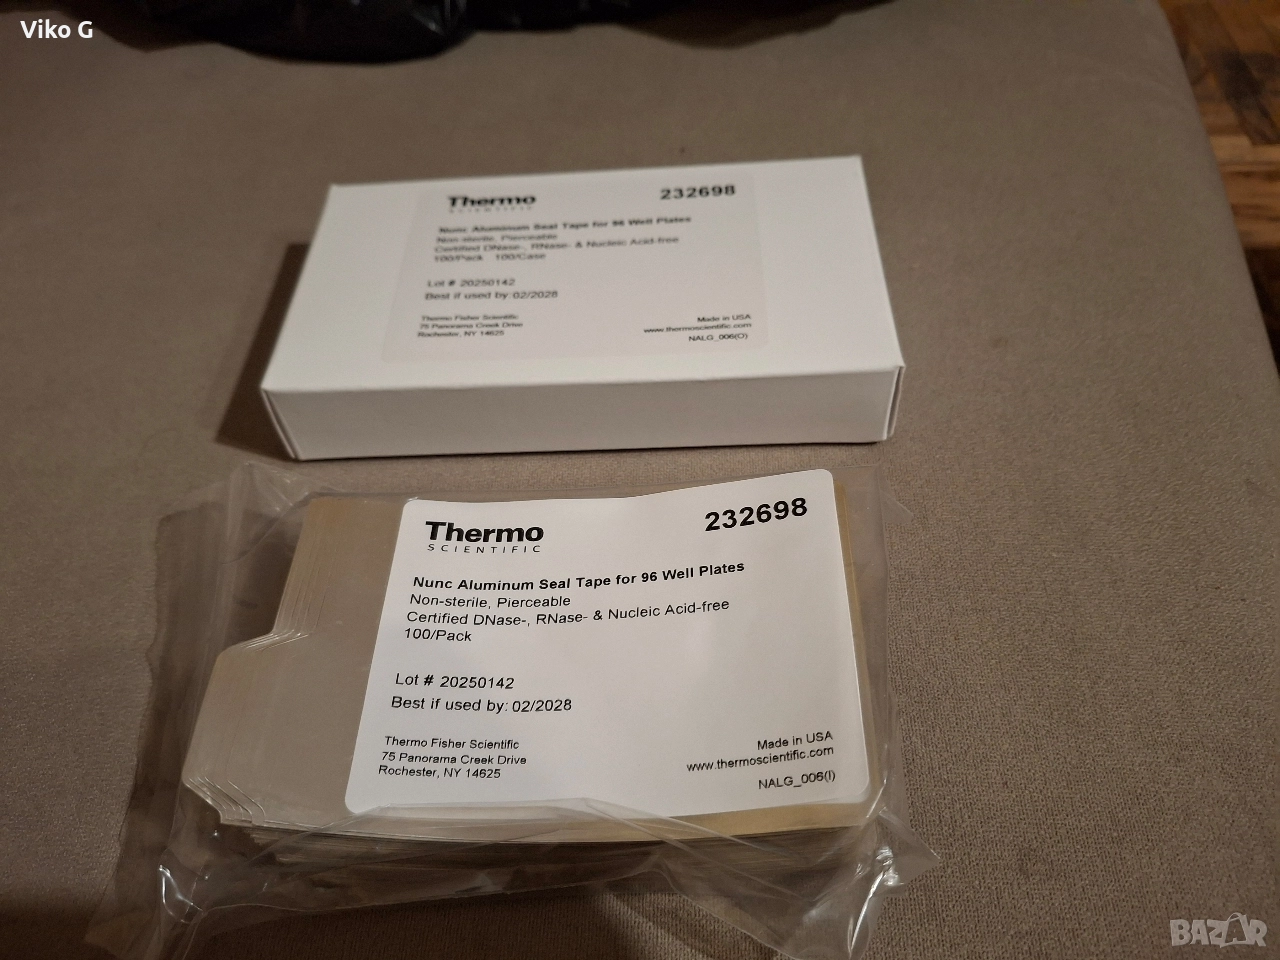 Viko G
Thermo
SCIENTIFIC
232698
Nunc Aluminum Seal Tape for 96 Well Plates
Non-sterile, Pierceable
Certified DNase-, RNase- & Nucleic Acid-free
100/Pack 100/Case
Lot # 20250142
Best if used by: 02/2028
Thermo Fisher Scientific
75 Panorama Creek Drive
Rochester, NY 14625
Made in USA
www.thermoscientific.com
NALG_006(O)
Thermo
SCIENTIFIC
232698
Nunc Aluminum Seal Tape for 96 Well Plates
Non-sterile, Pierceable
Certified DNase-, RNase- & Nucleic Acid-free
100/Pack
Lot # 20250142
Best if used by: 02/2028
Thermo Fisher Scientific
75 Panorama Creek Drive
Rochester, NY 14625
Made in USA
www.thermoscientific.com
NALG_006(I)
BAZAR